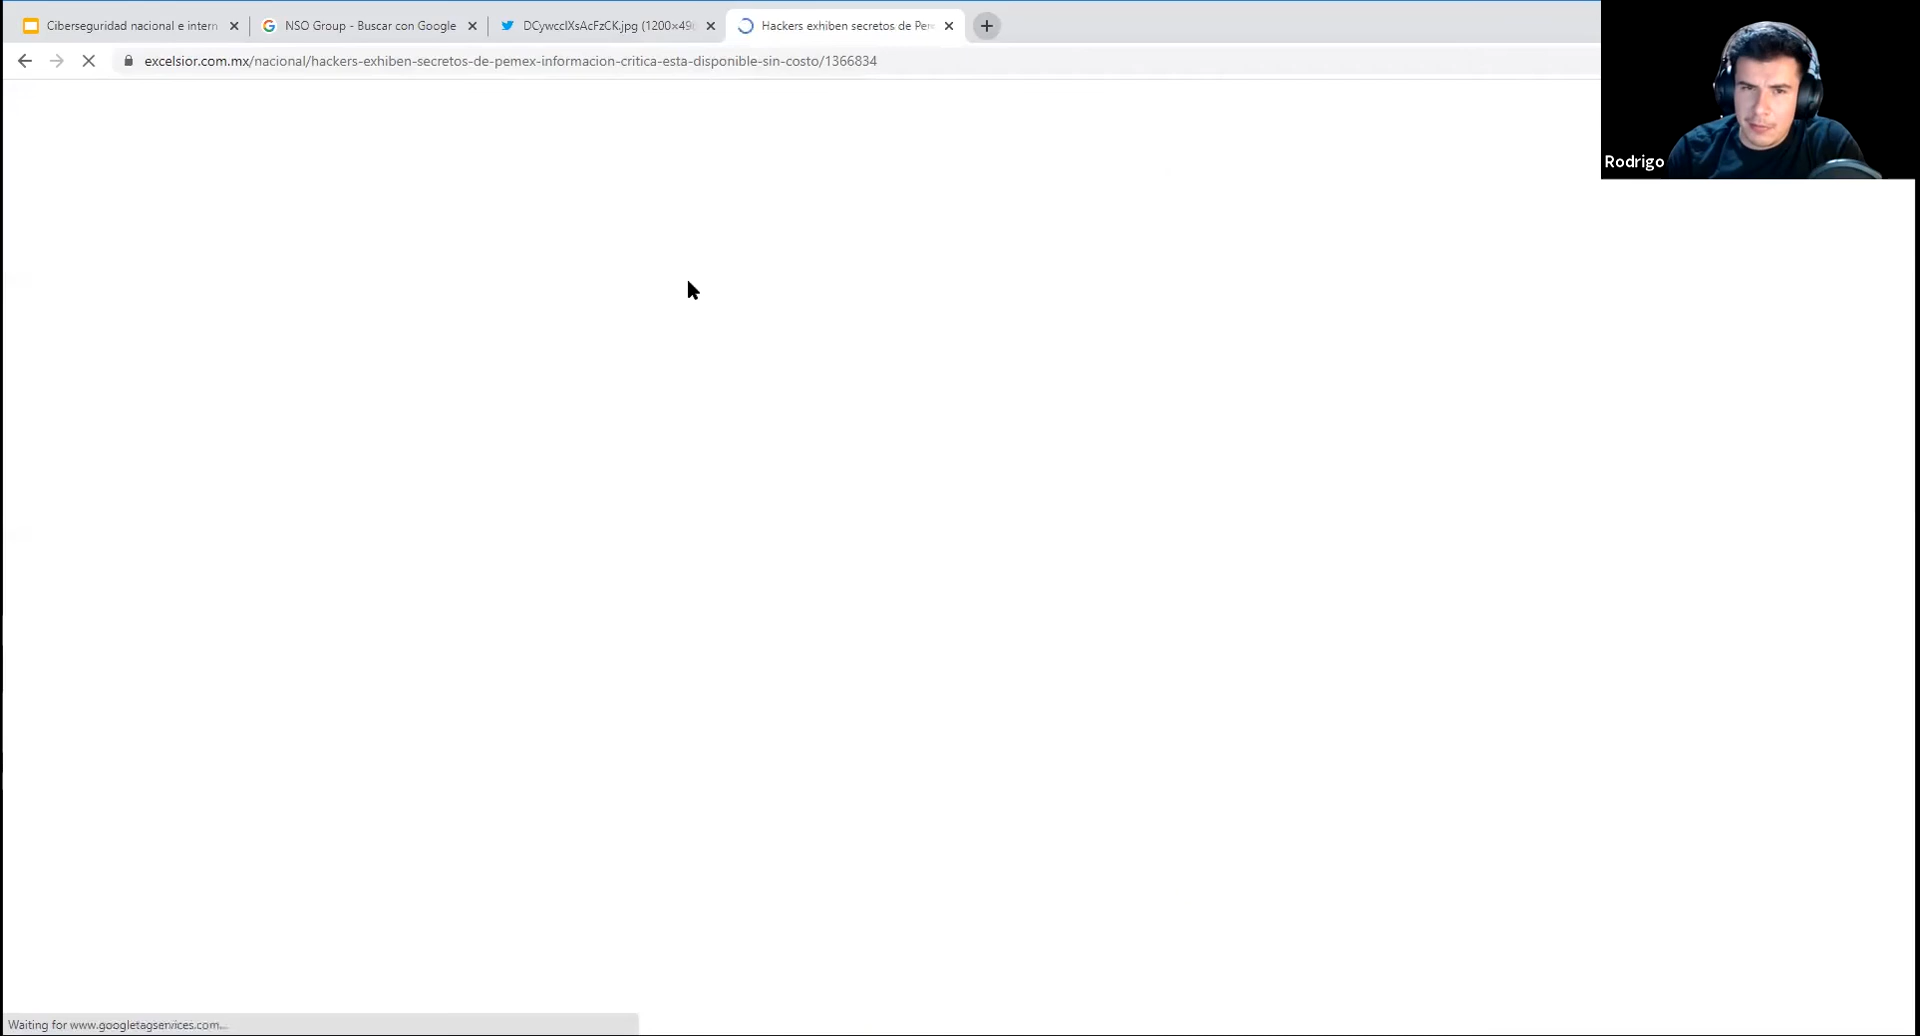 Ciberseguridad nacional e intern
NSO Group - Buscar con Google
DCywcclXsAcFzCK.jpg (1200×49
Hackers exhiben secretos de Pe
excelsior.com.mx/nacional/hackers-exhiben-secretos-de-pemex-informacion-critica-esta-disponible-sin-costo/1366834
Rodrigo
Waiting for www.googletagservices.com...